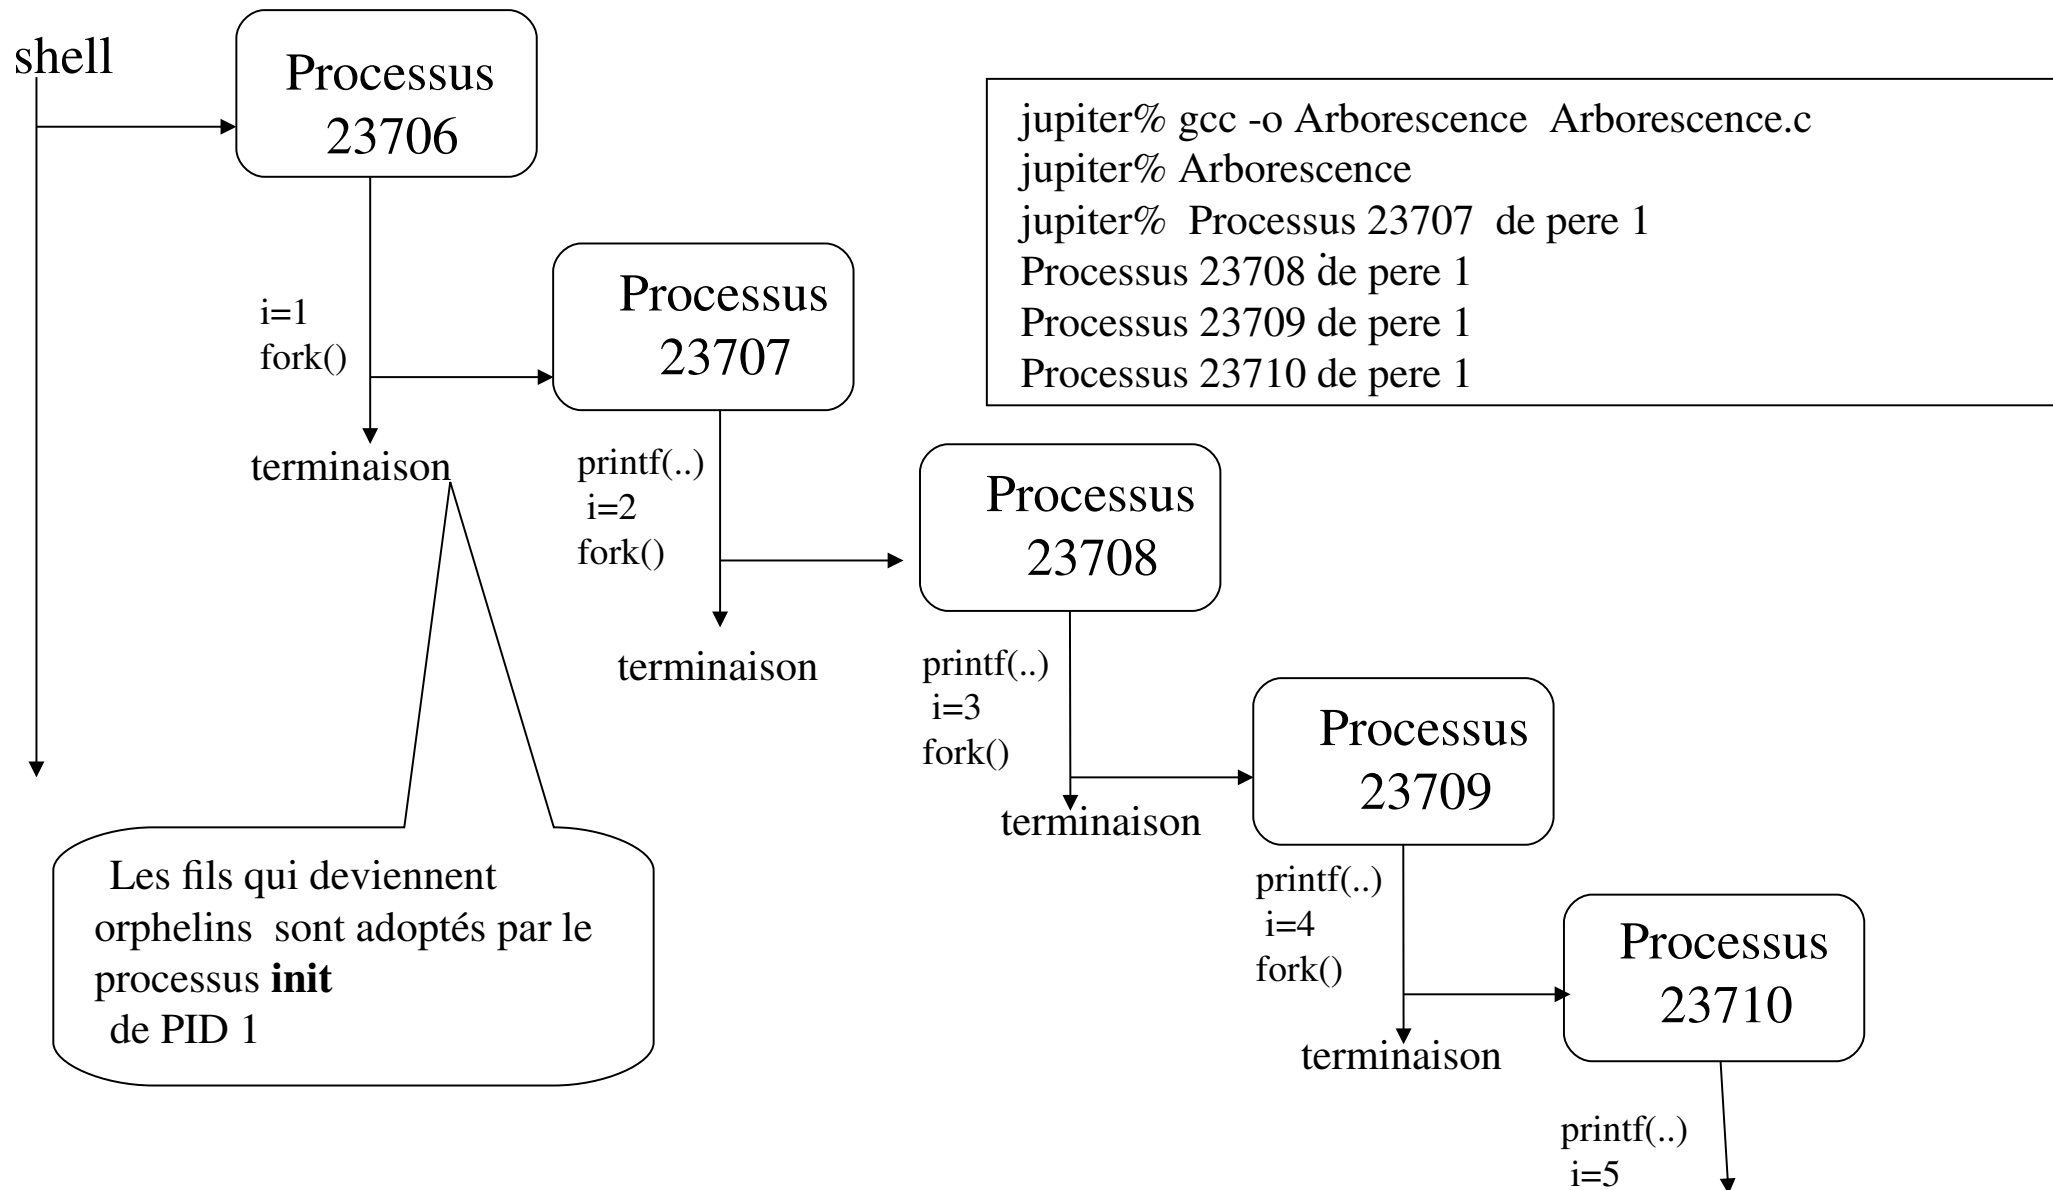 shell
Processus
23706
jupiter% gcc -o Arborescence  Arborescence.c
jupiter% Arborescence
jupiter%  Processus 23707  de pere 1
Processus 23708 de pere 1
Processus 23709 de pere 1
Processus 23710 de pere 1
i=1
fork()
terminaison
Processus
23707
printf(..)
i=2
fork()
terminaison
Processus
23708
printf(..)
i=3
fork()
terminaison
Processus
23709
printf(..)
i=4
fork()
terminaison
Processus
23710
printf(..)
i=5
Les fils qui deviennent
orphelins  sont adoptés par le
processus init
de PID 1